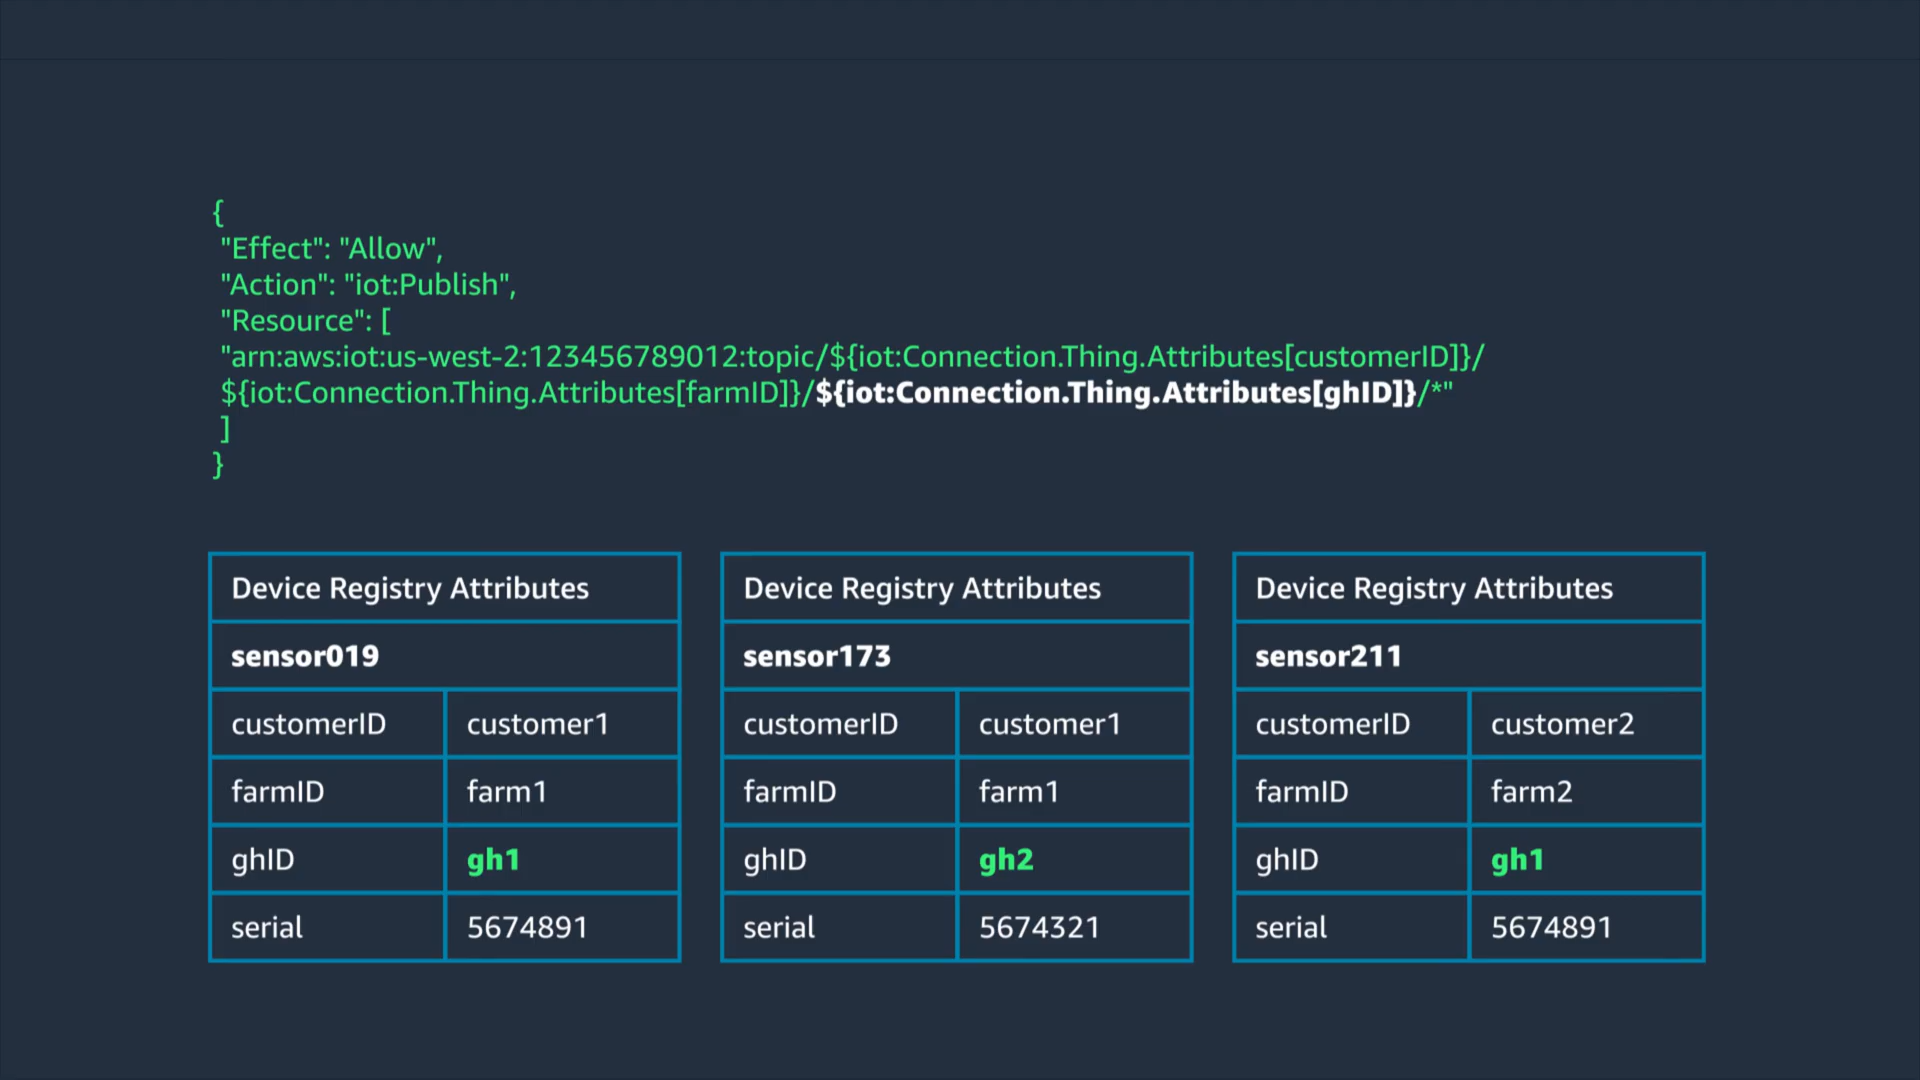 {
"Effect": "Allow",
"Action": "iot:Publish",
"Resource": [
"arn:aws:iot:us-west-2:123456789012:topic/${iot:Connection.Thing.Attributes[customerID]}/
${iot:Connection.Thing.Attributes[farmID]}/${iot:Connection.Thing.Attributes[ghID]}/*"
]
}
Device Registry Attributes
sensor019
customerID customer1
farmID farm1
ghID gh1
serial 5674891
Device Registry Attributes
sensor173
customerID customer1
farmID farm1
ghID gh2
serial 5674321
Device Registry Attributes
sensor211
customerID customer2
farmID farm2
ghID gh1
serial 5674891